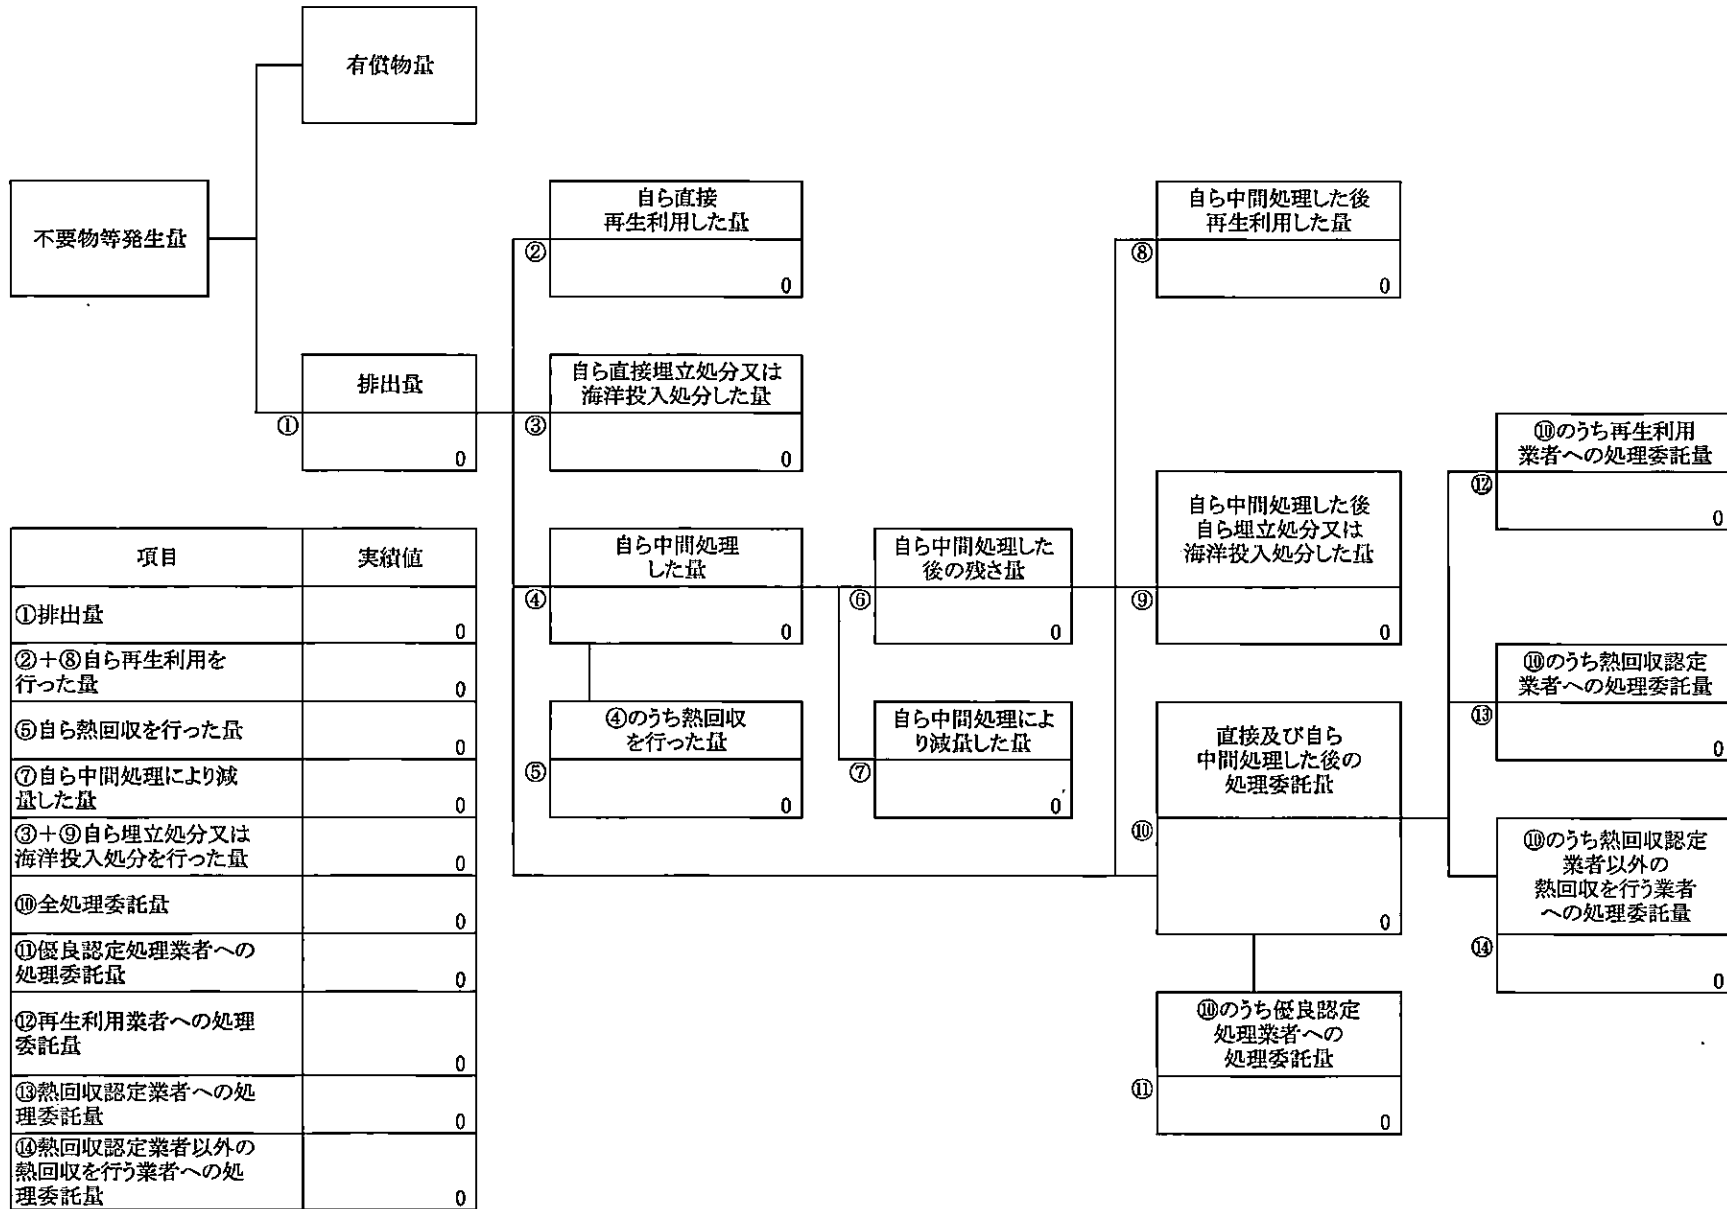 有償物量
不要物等発生量
自ら直接
再生利用した量
②
0
自ら中間処理した後
再生利用した量
⑧
0
排出量
①
0
自ら直接埋立処分又は
海洋投入処分した量
③
0
⑩のうち再生利用
業者への処理委託量
⑫
0
自ら中間処理
した量
④
0
自ら中間処理した
後の残さ量
⑥
0
自ら中間処理した後
自ら埋立処分又は
海洋投入処分した量
⑨
0
⑩のうち熱回収認定
業者への処理委託量
⑬
0
④のうち熱回収
を行った量
⑤
0
自ら中間処理によ
り減量した量
⑦
0
直接及び自ら
中間処理した後の
処理委託量
⑩
0
⑩のうち熱回収認定
業者以外の
熱回収を行う業者
への処理委託量
⑭
0
⑩のうち優良認定
処理業者への
処理委託量
⑪
0
項目 実績値
①排出量
0
②+⑧自ら再生利用を
行った量 0
⑤自ら熱回収を行った量
0
⑦自ら中間処理により減
量した量 0
③+⑨自ら埋立処分又は
海洋投入処分を行った量 0
⑩全処理委託量
0
⑪優良認定処理業者への
処理委託量 0
⑫再生利用業者への処理
委託量
0
⑬熱回収認定業者への処
理委託量 0
⑭熱回収認定業者以外の
熱回収を行う業者への処
理委託量 0